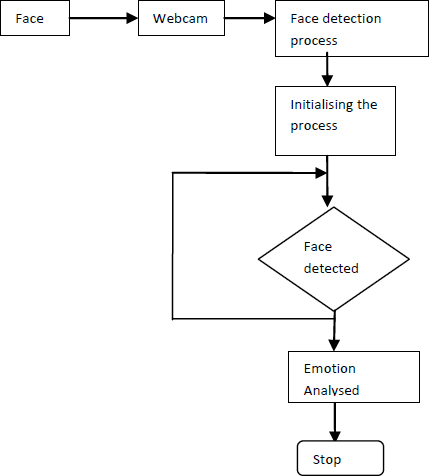 Face
Webcam
Face detection
process
Initialising the
process
Face
detected
Emotion
Analysed
Stop